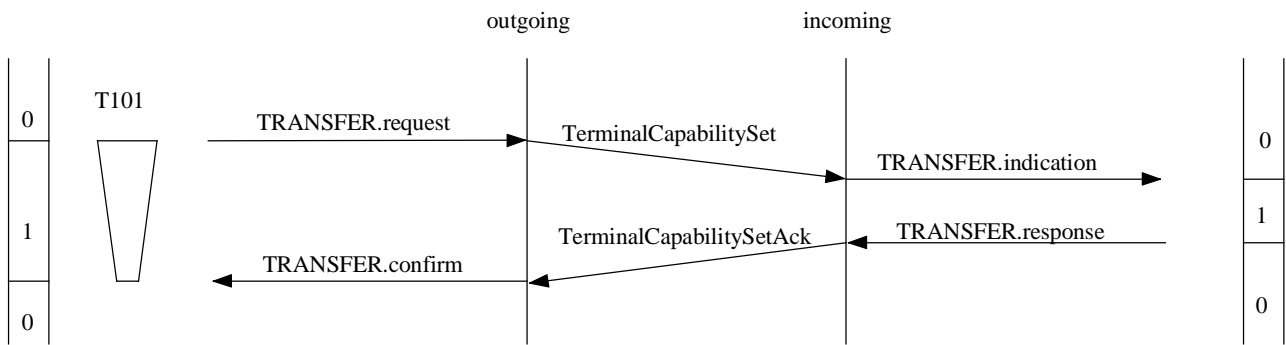 outgoing incoming
T101
0 TRANSFER.request TerminalCapabilitySet 0
TRANSFER.indication
1 TerminalCapabilitySetAck TRANSFER.response 1
TRANSFER.confirm
0 0